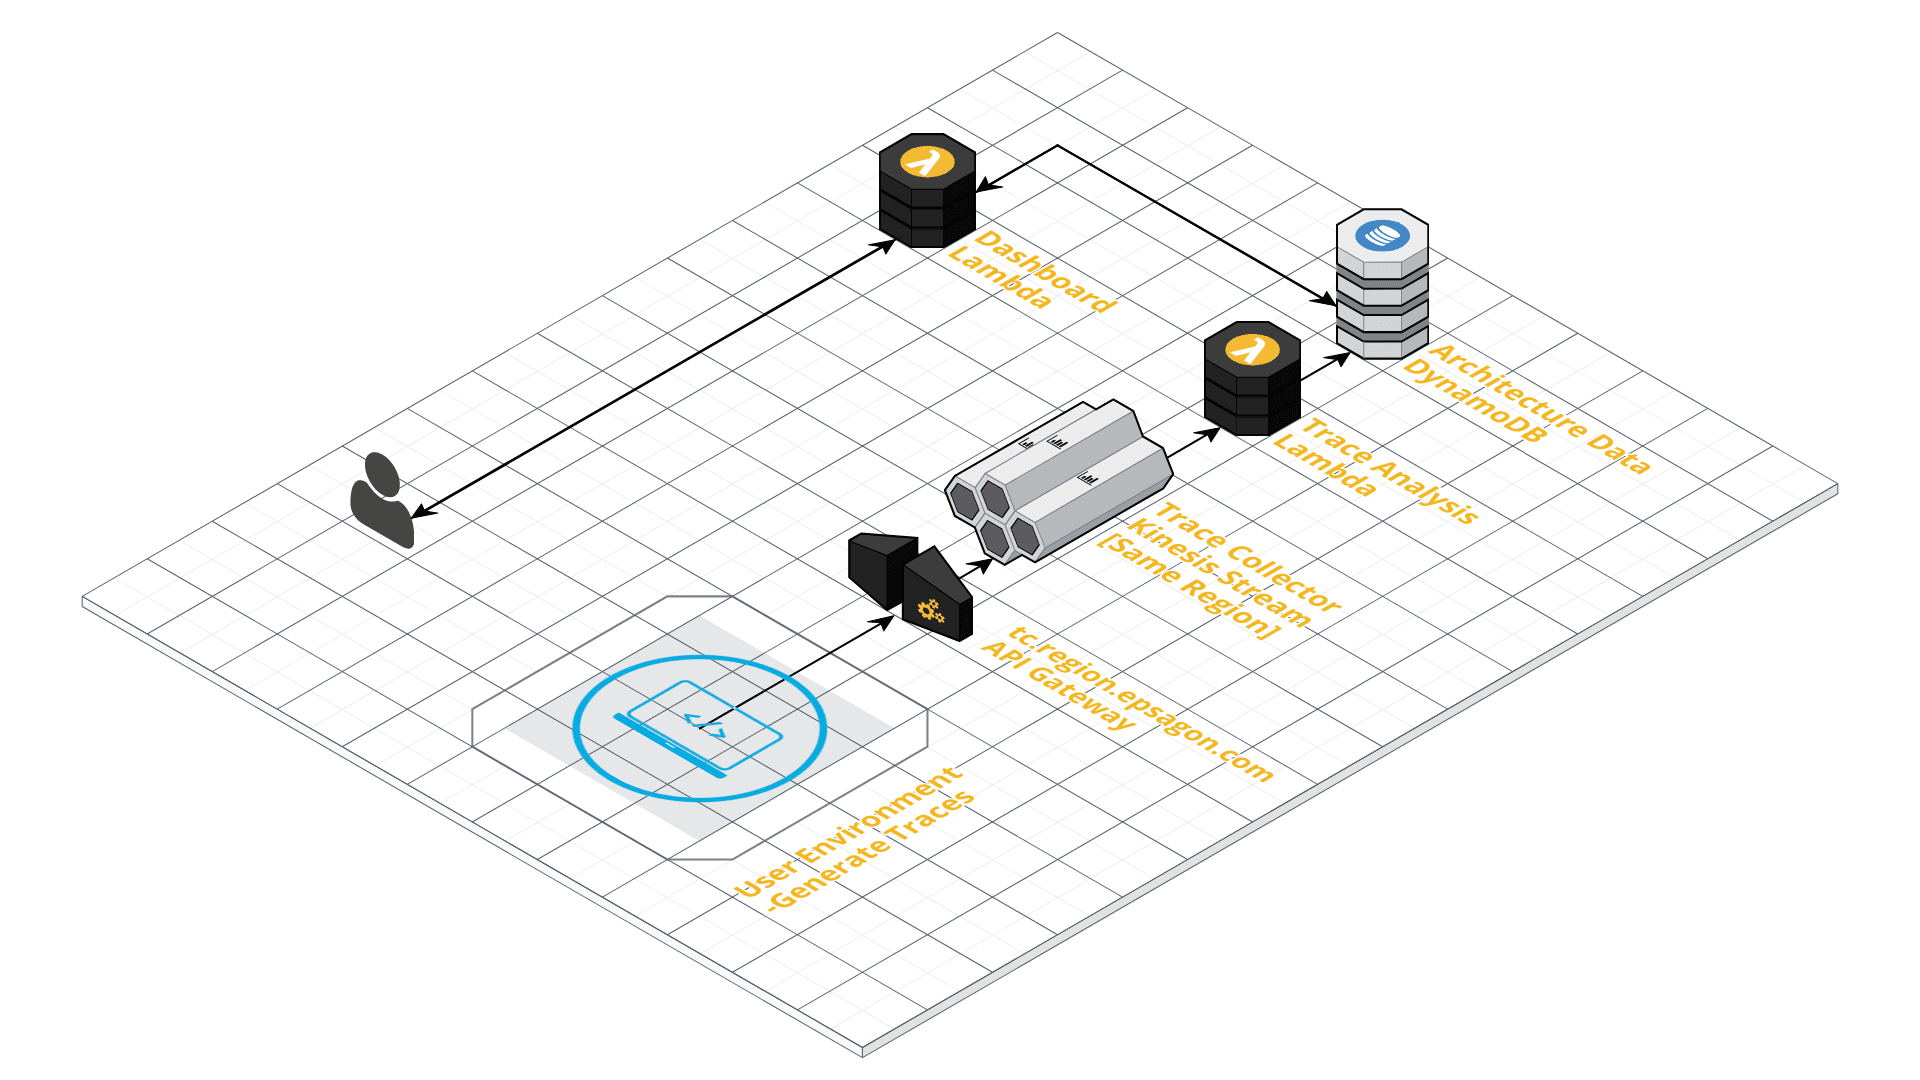 Dashboard
Lambda
Architecture Data
DynamoDB
Trace Analysis
Lambda
Trace Collector
Kinesis Stream
[Same Region]
tc.region.epsagon.com
API Gateway
</>
User Environment
-Generate Traces